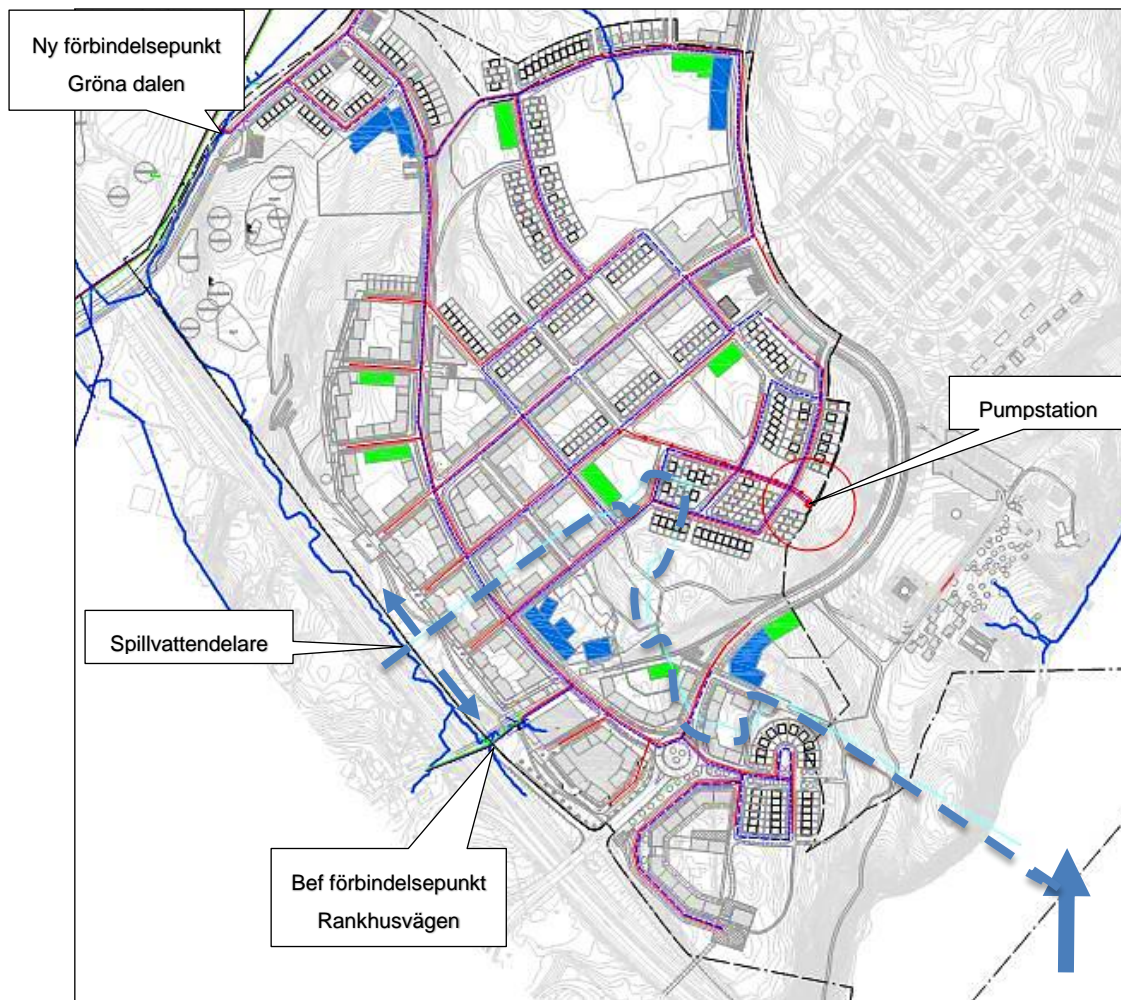 Ny förbindelsepunkt
Gröna dalen
Pumpstation
Spillvattendelare
Bef förbindelsepunkt
Rankhusvägen